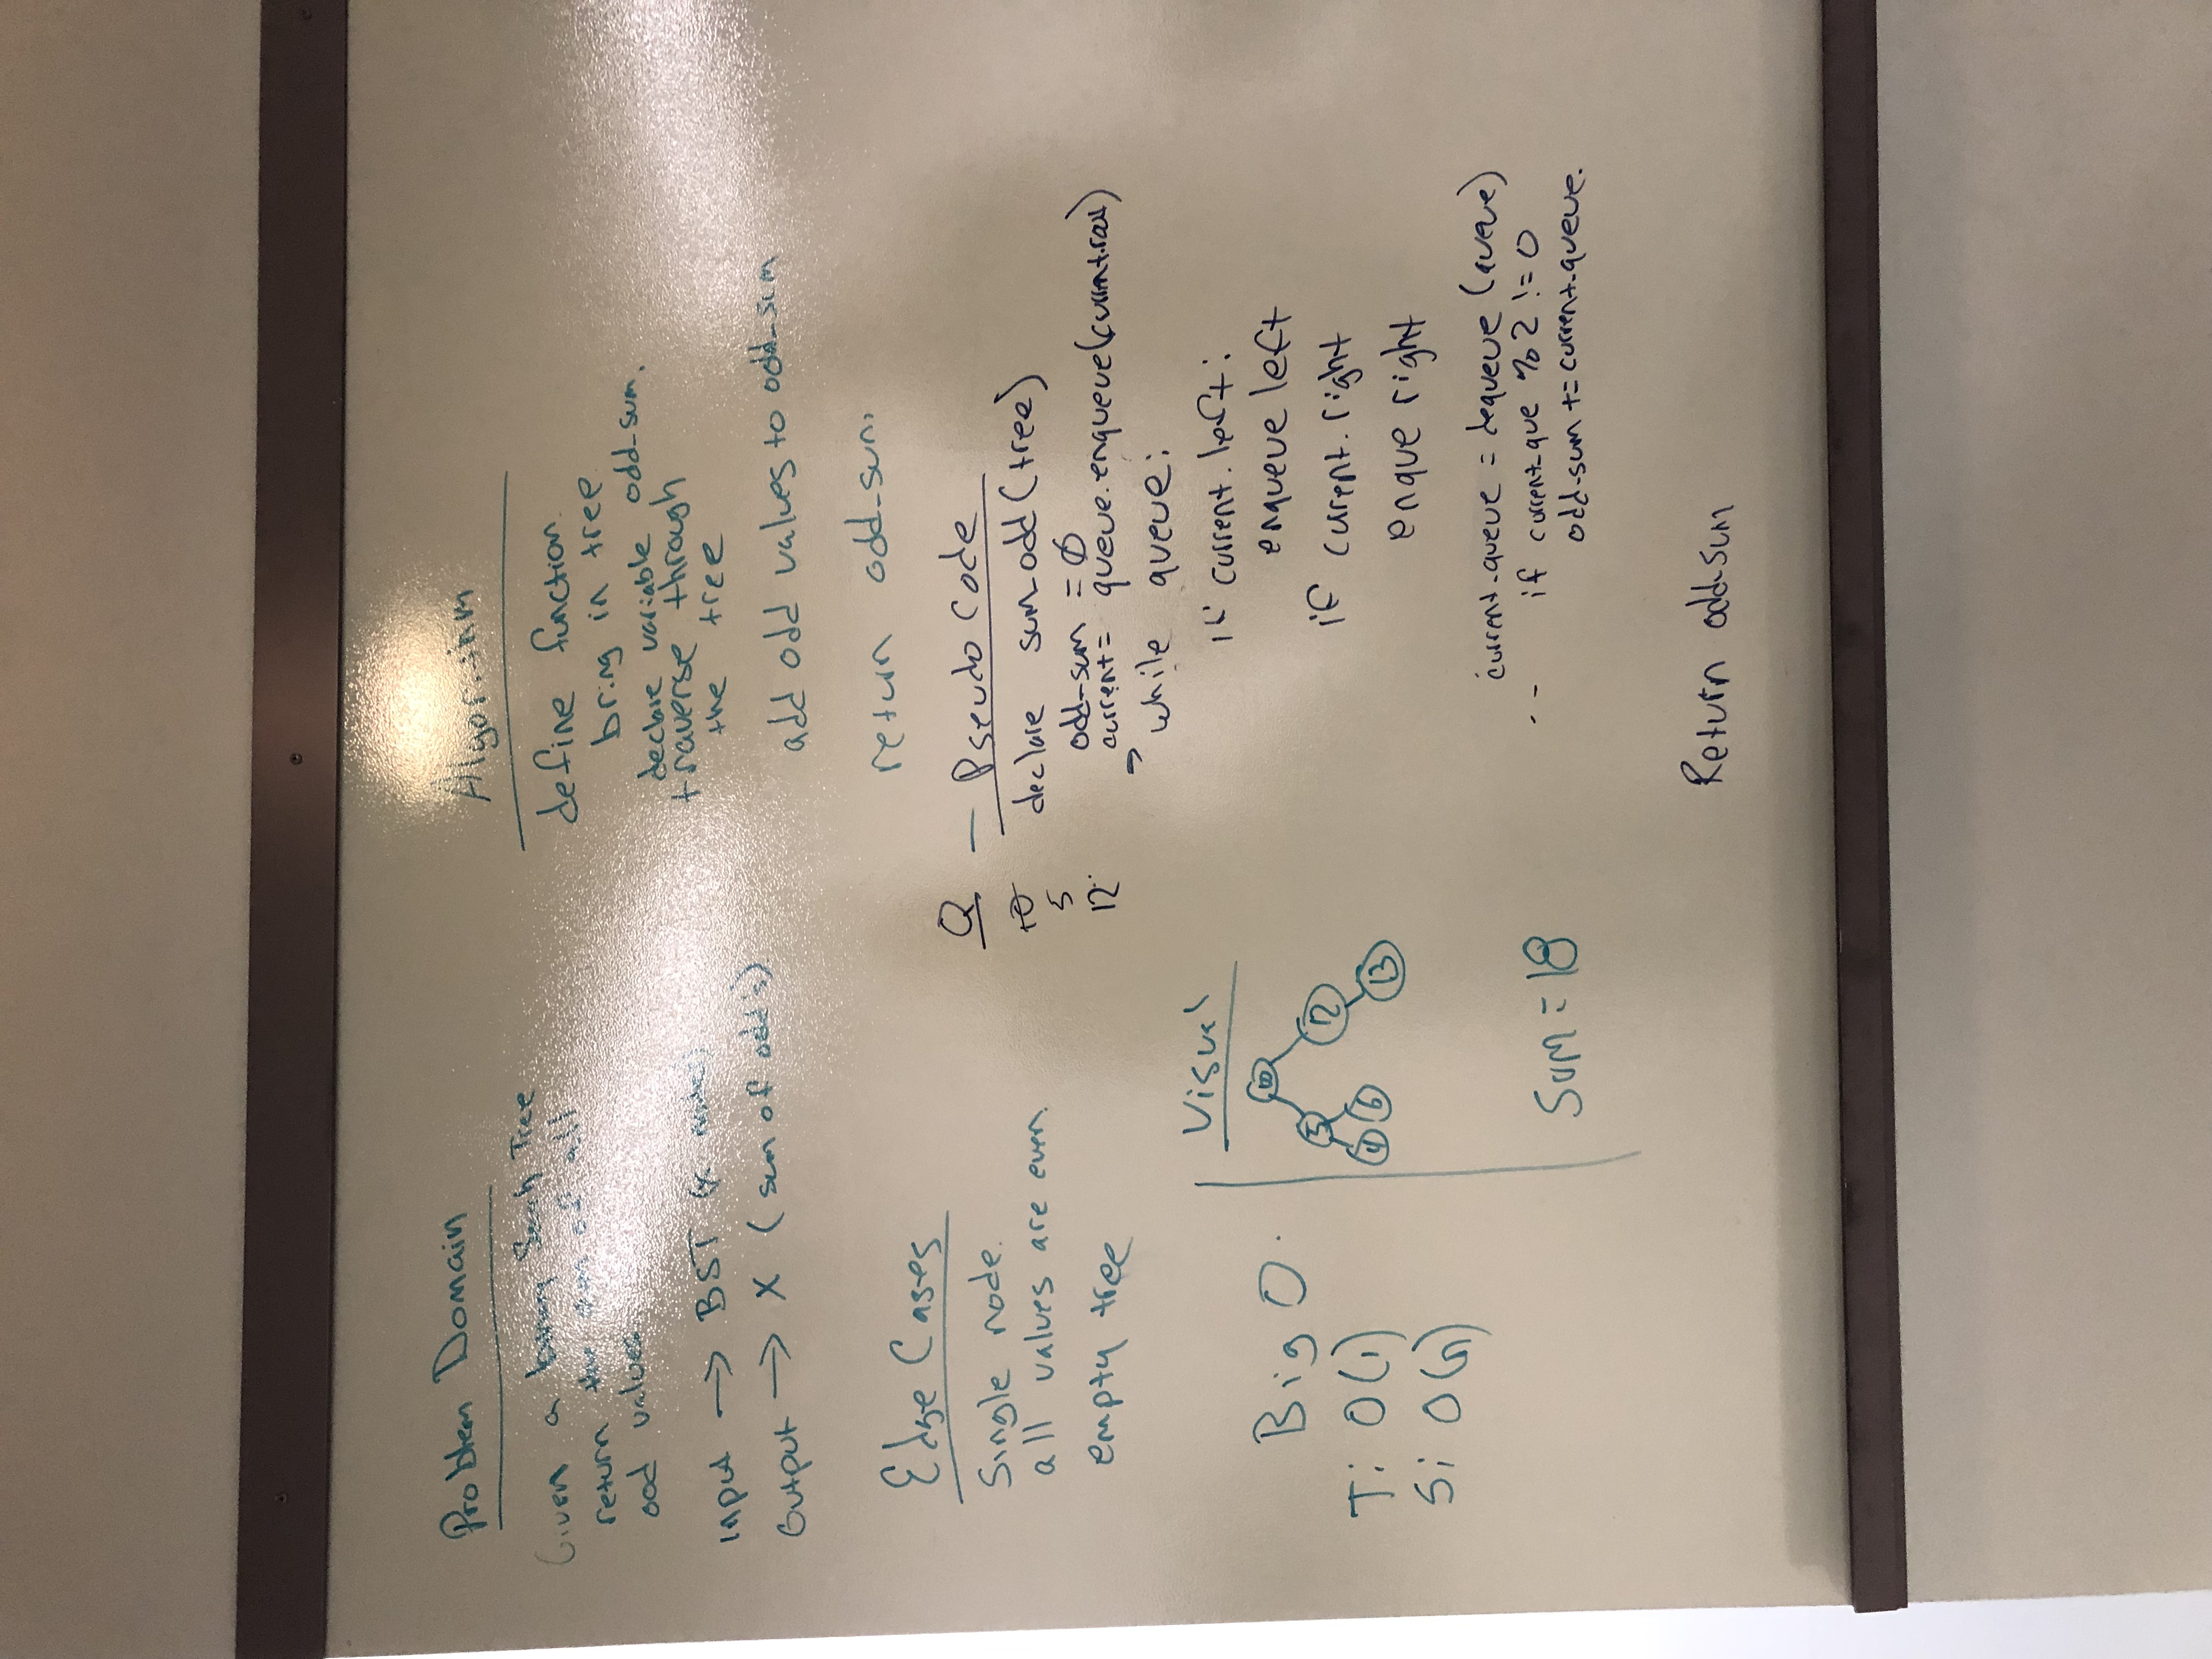 Problem Domain
Given a binary Seach Tree
return the sum of all
ood values
Input → BST
Output → X (sum of odd's)
Edge Cases
Single node.
all values are even.
empty tree
Big O
T: O(1)
S: O(n)
Visual
10
5 12
4 6 13
Sum = 18
Algorithm
define function
bring in tree
declare variable odd_sum.
traverse through
the tree
add odd values to odd_sum
return odd_sum.
Q
10
5
12
— Pseudo Code
declare sum_odd(tree)
odd_sum = 0
current = queue.enqueue(current.root)
while queue:
if current.left:
enqueue left
if current.right
enque right
current_queue = dequeue (queue)
if current_que % 2 != 0
odd_sum += current_queue.
Return odd_sum